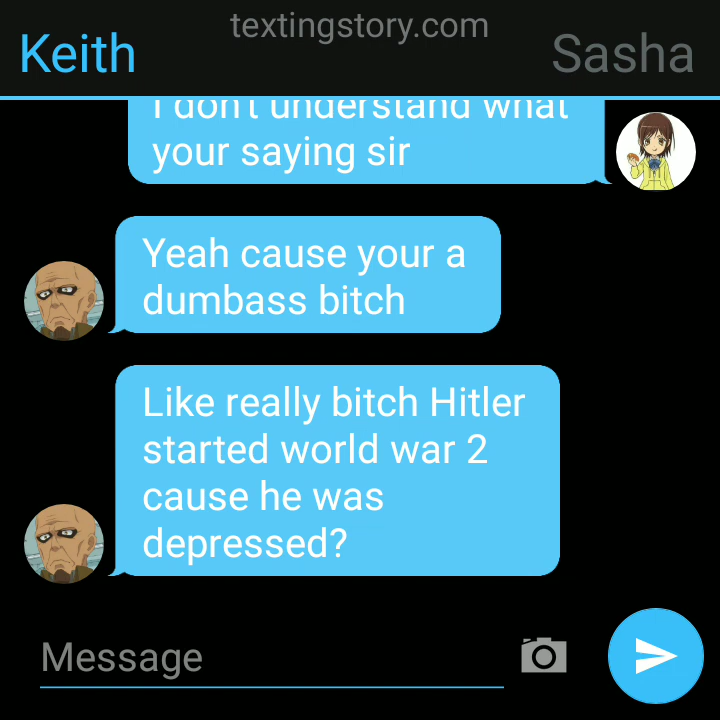 textingstory.com
Keith
Sasha
I don't understand what
your saying sir
Yeah cause your a
dumbass bitch
Like really bitch Hitler
started world war 2
cause he was
depressed?
Message